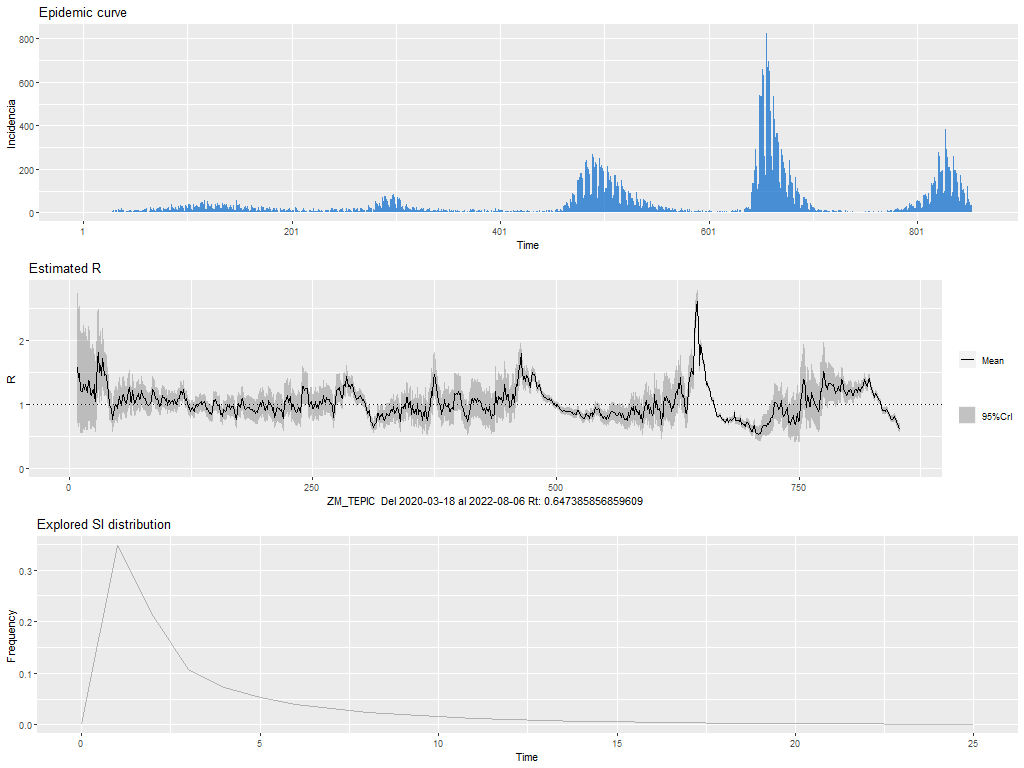 Epidemic curve
800
600
400
200
0
Incidencia
1
201
401
601
801
Time
Estimated R
2
1
0
R
Mean
95%CrI
0
250
500
750
ZM_TEPIC Del 2020-03-18 al 2022-08-06 Rt: 0.647385856859609
Explored SI distribution
0.3
0.2
0.1
0.0
Frequency
0
5
10
15
20
25
Time